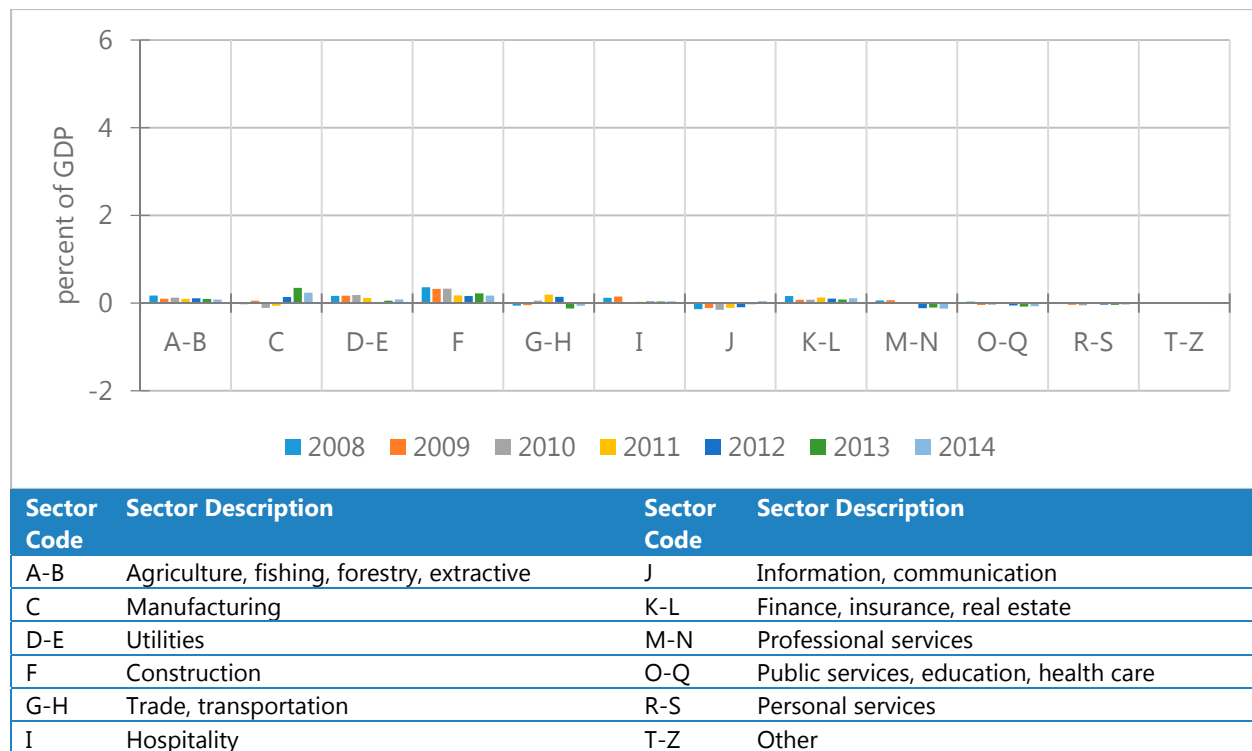 6
4
2
0
-2
percent of GDP
A-B C D-E F G-H I J K-L M-N O-Q R-S T-Z
2008 2009 2010 2011 2012 2013 2014
Sector Code Sector Description Sector Code Sector Description
A-B Agriculture, fishing, forestry, extractive J Information, communication
C Manufacturing K-L Finance, insurance, real estate
D-E Utilities M-N Professional services
F Construction O-Q Public services, education, health care
G-H Trade, transportation R-S Personal services
I Hospitality T-Z Other